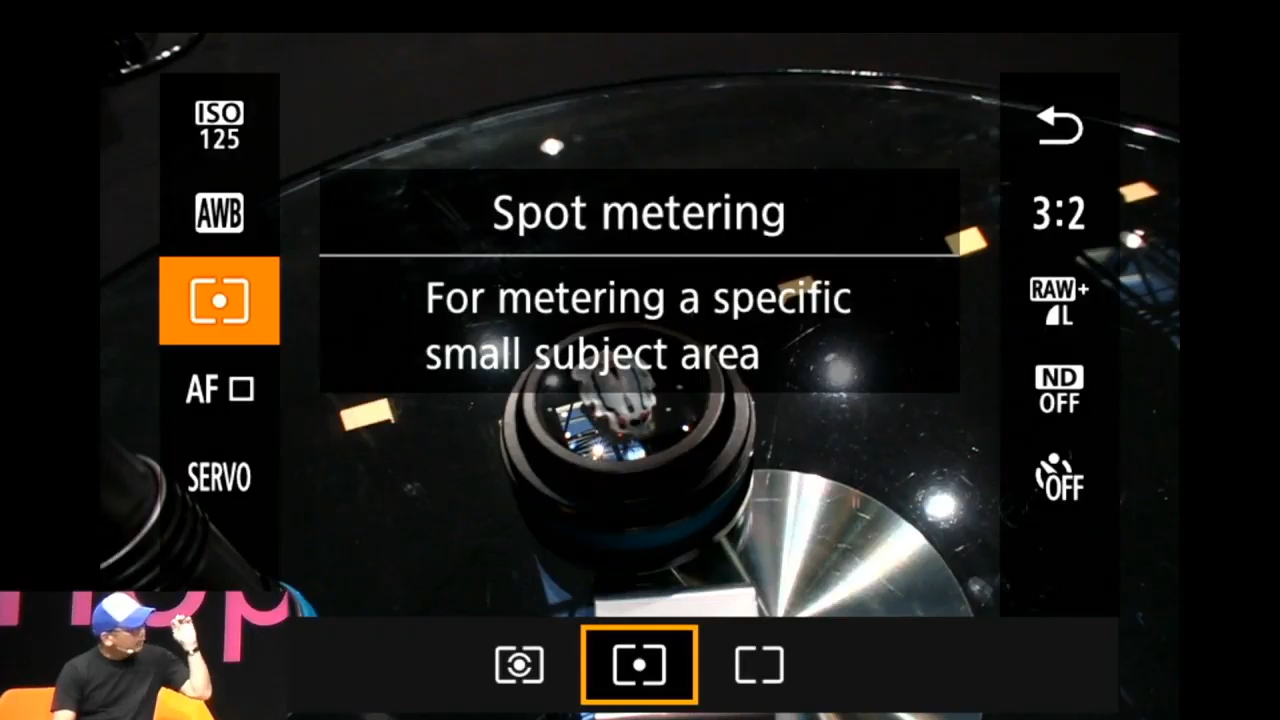 ISO
125
AWB
AF
SERVO
Spot metering
For metering a specific
small subject area
3:2
RAW+
L
ND
OFF
OFF